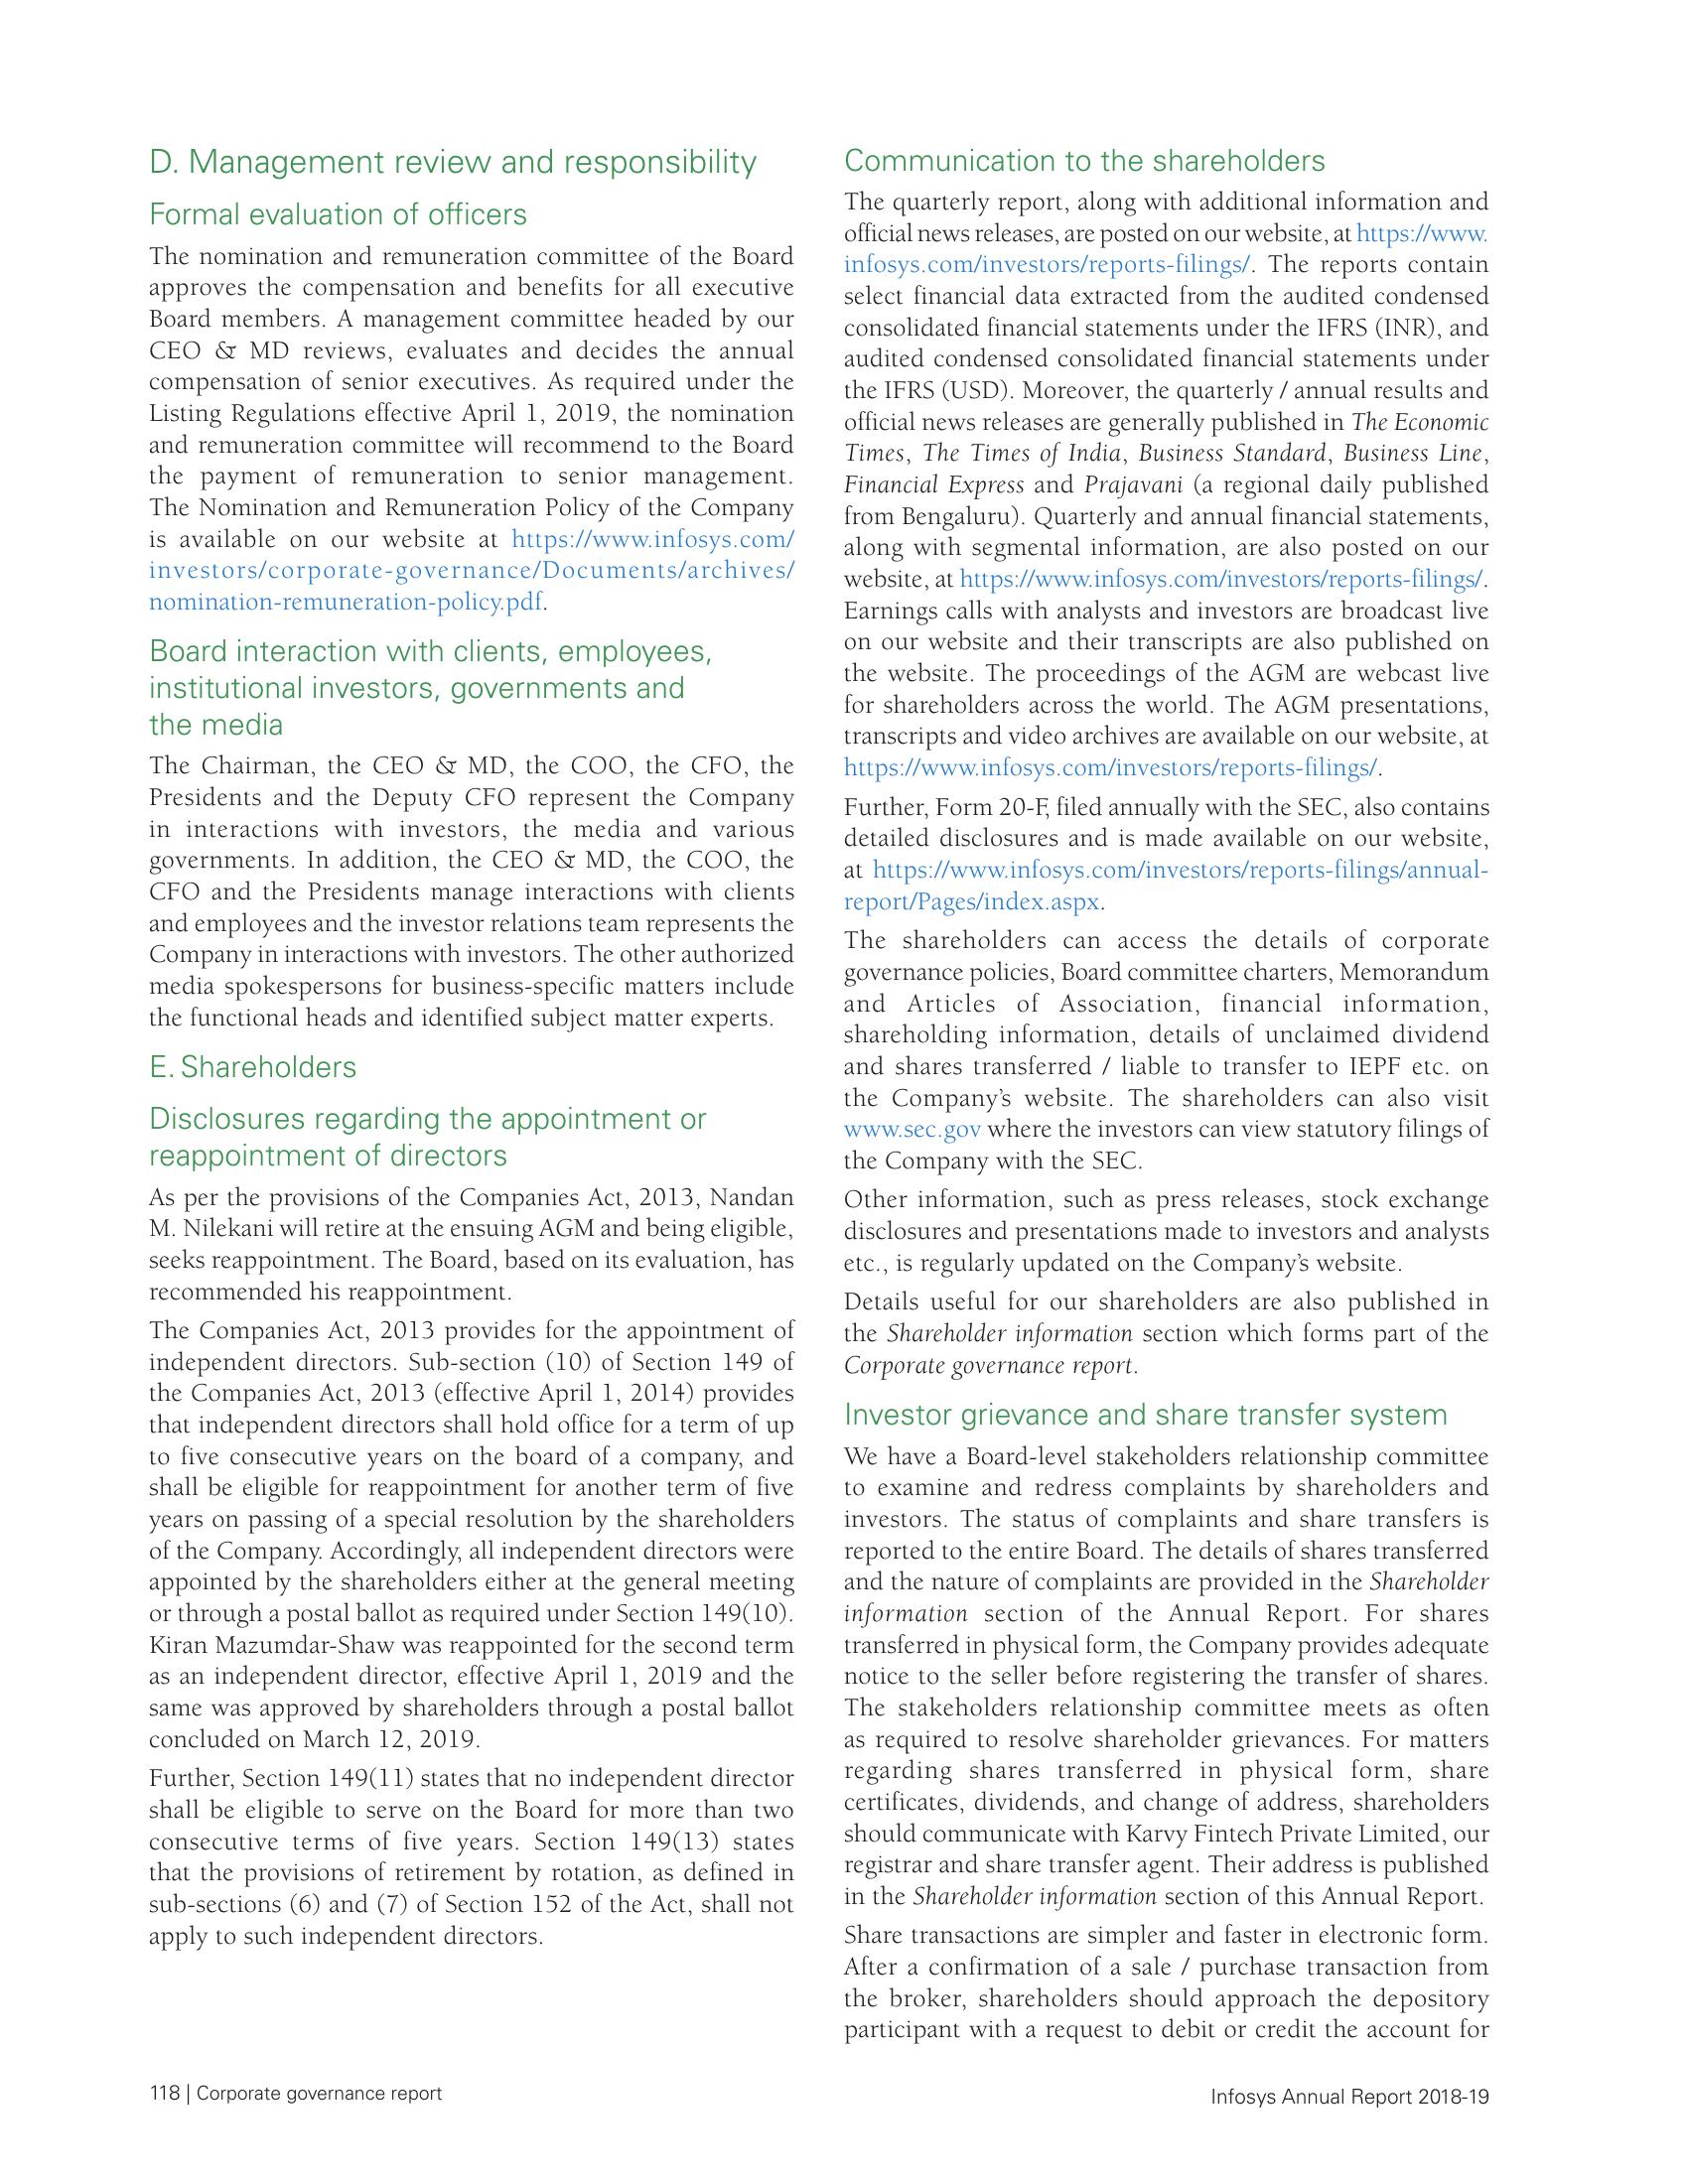 D. Management review and responsibility
Formal evaluation of officers
The nomination and remuneration committee of the Board
approves the compensation and benefits for all executive
Board members. A management committee headed by our
CEO & MD reviews, evaluates and decides the annual
compensation of senior executives. As required under the
Listing Regulations effective April 1, 2019, the nomination
and remuneration committee will recommend to the Board
the payment of remuneration to senior management.
The Nomination and Remuneration Policy of the Company
is available on our website at https://www.infosys.com/
investors/corporate-governance/Documents/archives/
nomination-remuneration-policy.pdf.
Board interaction with clients, employees,
institutional investors, governments and
the media
The Chairman, the CEO & MD, the COO, the CFO, the
Presidents and the Deputy CFO represent the Company
in interactions with investors, the media and various
governments. In addition, the CEO & MD, the COO, the
CFO and the Presidents manage interactions with clients
and employees and the investor relations team represents the
Company in interactions with investors. The other authorized
media spokespersons for business-specific matters include
the functional heads and identified subject matter experts.
E. Shareholders
Disclosures regarding the appointment or
reappointment of directors
As per the provisions of the Companies Act, 2013, Nandan
M. Nilekani will retire at the ensuing AGM and being eligible,
seeks reappointment. The Board, based on its evaluation, has
recommended his reappointment.
The Companies Act, 2013 provides for the appointment of
independent directors. Sub-section (10) of Section 149 of
the Companies Act, 2013 (effective April 1, 2014) provides
that independent directors shall hold office for a term of up
to five consecutive years on the board of a company, and
shall be eligible for reappointment for another term of five
years on passing of a special resolution by the shareholders
of the Company. Accordingly, all independent directors were
appointed by the shareholders either at the general meeting
or through a postal ballot as required under Section 149(10).
Kiran Mazumdar-Shaw was reappointed for the second term
as an independent director, effective April 1, 2019 and the
same was approved by shareholders through a postal ballot
concluded on March 12, 2019.
Further, Section 149(11) states that no independent director
shall be eligible to serve on the Board for more than two
consecutive terms of five years. Section 149(13) states
that the provisions of retirement by rotation, as defined in
sub-sections (6) and (7) of Section 152 of the Act, shall not
apply to such independent directors.
Communication to the shareholders
The quarterly report, along with additional information and
official news releases, are posted on our website, at https://www.
infosys.com/investors/reports-filings/. The reports contain
select financial data extracted from the audited condensed
consolidated financial statements under the IFRS (INR), and
audited condensed consolidated financial statements under
the IFRS (USD). Moreover, the quarterly / annual results and
official news releases are generally published in The Economic
Times, The Times of India, Business Standard, Business Line,
Financial Express and Prajavani (a regional daily published
from Bengaluru). Quarterly and annual financial statements,
along with segmental information, are also posted on our
website, at https://www.infosys.com/investors/reports-filings/.
Earnings calls with analysts and investors are broadcast live
on our website and their transcripts are also published on
the website. The proceedings of the AGM are webcast live
for shareholders across the world. The AGM presentations,
transcripts and video archives are available on our website, at
https://www.infosys.com/investors/reports-filings/.
Further, Form 20-F, filed annually with the SEC, also contains
detailed disclosures and is made available on our website,
at https://www.infosys.com/investors/reports-filings/annual-
report/Pages/index.aspx.
The shareholders can access the details of corporate
governance policies, Board committee charters, Memorandum
and Articles of Association, financial information,
shareholding information, details of unclaimed dividend
and shares transferred / liable to transfer to IEPF etc. on
the Company's website. The shareholders can also visit
www.sec.gov where the investors can view statutory filings of
the Company with the SEC.
Other information, such as press releases, stock exchange
disclosures and presentations made to investors and analysts
etc., is regularly updated on the Company's website.
Details useful for our shareholders are also published in
the Shareholder information section which forms part of the
Corporate governance report.
Investor grievance and share transfer system
We have a Board-level stakeholders relationship committee
to examine and redress complaints by shareholders and
investors. The status of complaints and share transfers is
reported to the entire Board. The details of shares transferred
and the nature of complaints are provided in the Shareholder
information section of the Annual Report. For shares
transferred in physical form, the Company provides adequate
notice to the seller before registering the transfer of shares.
The stakeholders relationship committee meets as often
as required to resolve shareholder grievances. For matters
regarding shares transferred in physical form, share
certificates, dividends, and change of address, shareholders
should communicate with Karvy Fintech Private Limited, our
registrar and share transfer agent. Their address is published
in the Shareholder information section of this Annual Report.
Share transactions are simpler and faster in electronic form.
After a confirmation of a sale / purchase transaction from
the broker, shareholders should approach the depository
participant with a request to debit or credit the account for
118 | Corporate governance report
Infosys Annual Report 2018-19